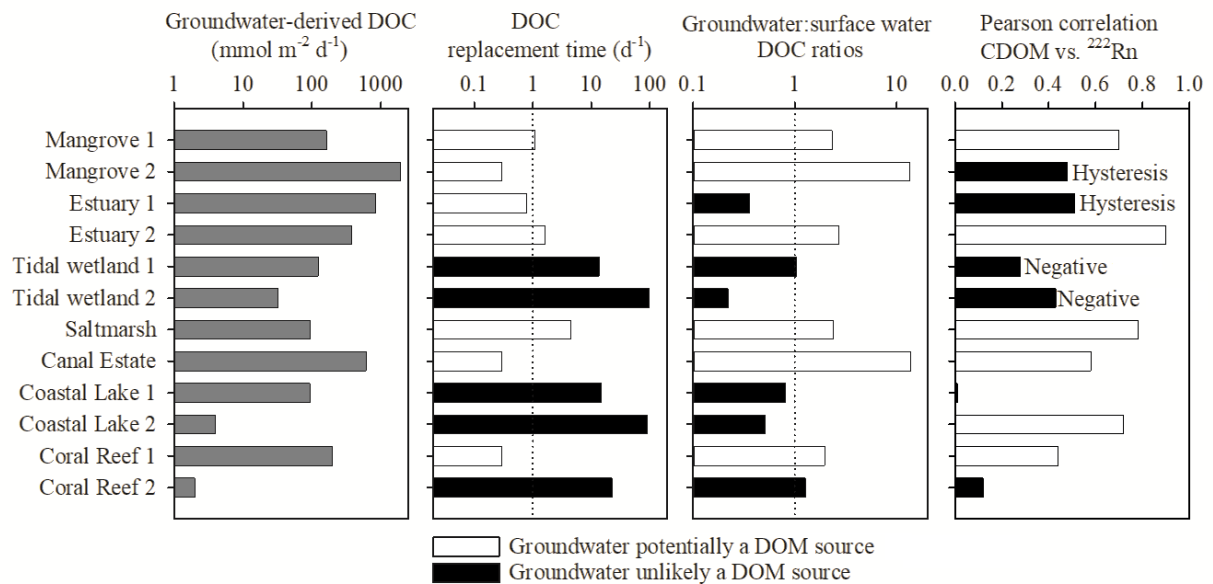 Groundwater-derived DOC
(mmol m⁻² d⁻¹)
1 10 100 1000
DOC
replacement time (d⁻¹)
0.1 1 10 100
Groundwater:surface water
DOC ratios
0.1 1 10
Pearson correlation
CDOM vs. ²²²Rn
0.0 0.2 0.4 0.6 0.8 1.0
Mangrove 1
Mangrove 2
Hysteresis
Estuary 1
Hysteresis
Estuary 2
Tidal wetland 1
Negative
Tidal wetland 2
Negative
Saltmarsh
Canal Estate
Coastal Lake 1
Coastal Lake 2
Coral Reef 1
Coral Reef 2
Groundwater potentially a DOM source
Groundwater unlikely a DOM source